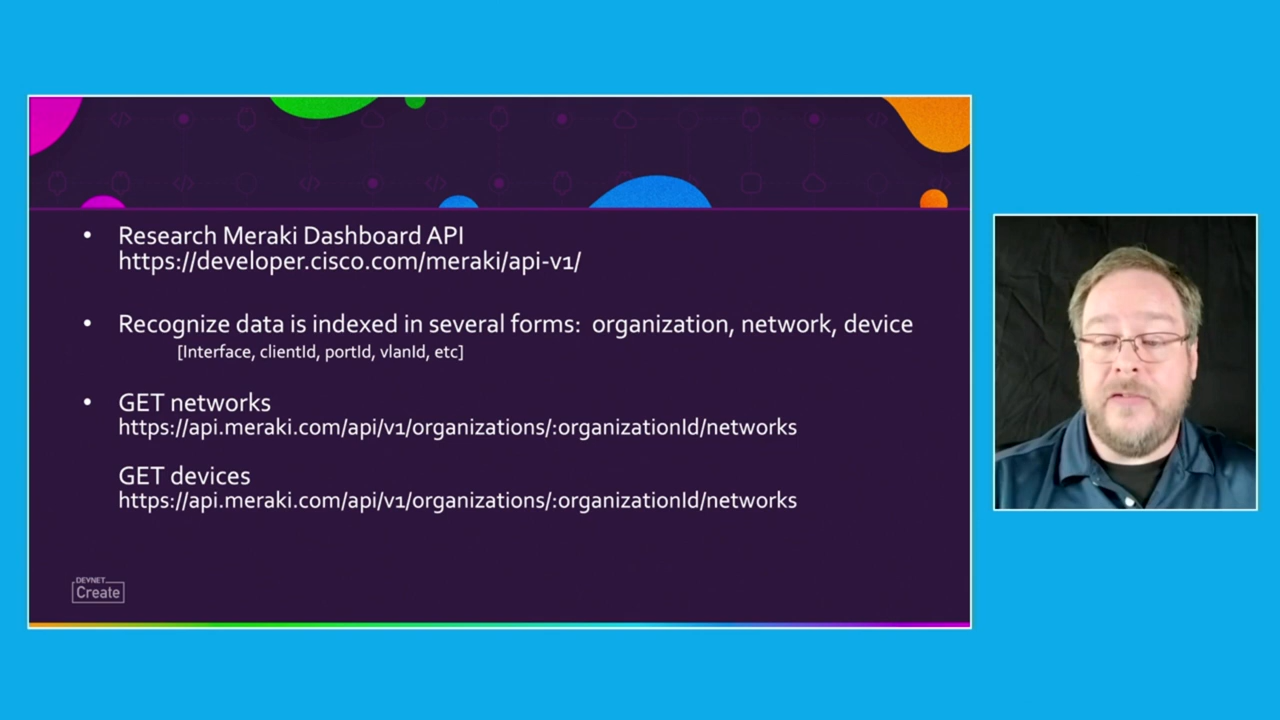 Research Meraki Dashboard API
https://developer.cisco.com/meraki/api-v1/
Recognize data is indexed in several forms:  organization, network, device
[Interface, clientId, portId, vlanId, etc]
GET networks
https://api.meraki.com/api/v1/organizations/:organizationId/networks
GET devices
https://api.meraki.com/api/v1/organizations/:organizationId/networks
DEVNET
Create